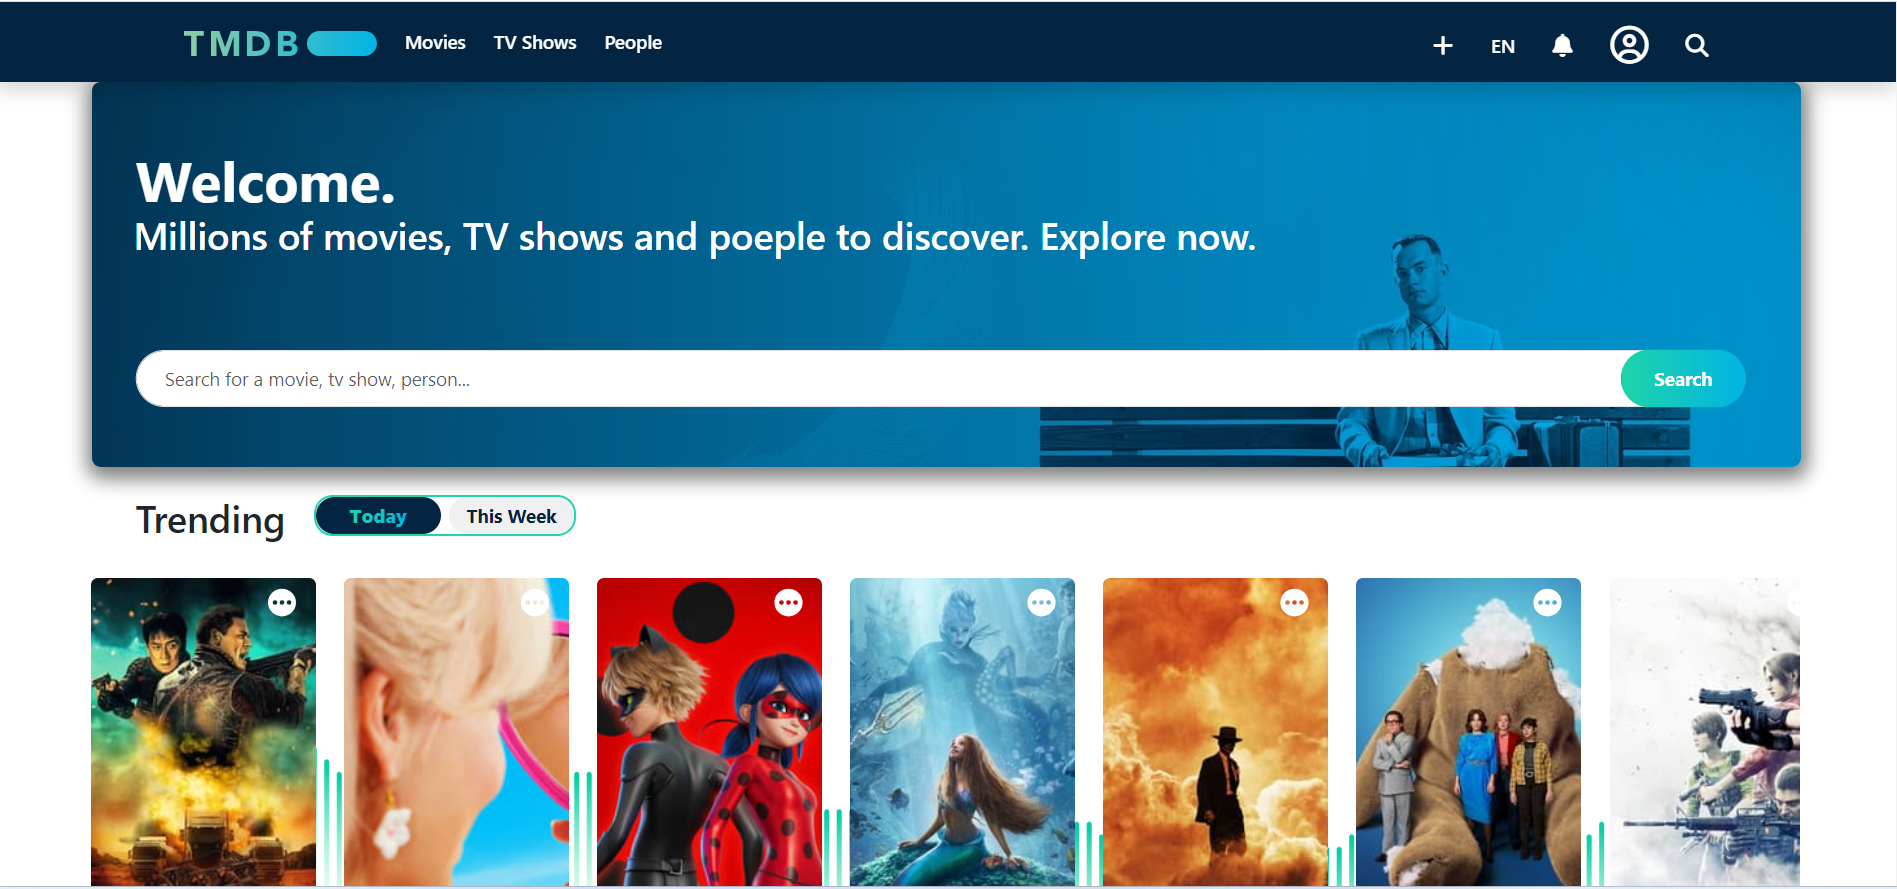 TMDB
Movies TV Shows People
EN
Welcome.
Millions of movies, TV shows and poeple to discover. Explore now.
Search for a movie, tv show, person...
Search
Trending
Today
This Week